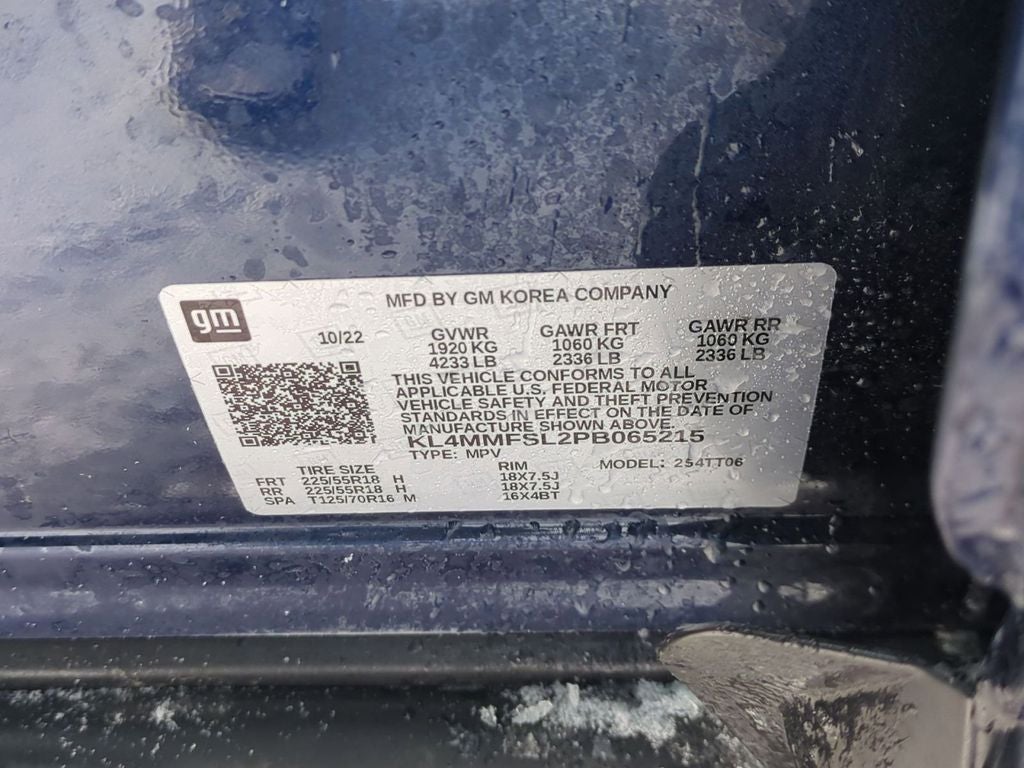 MFD BY GM KOREA COMPANY
gm
10/22 GVWR GAWR FRT GAWR RR
1920 KG 1060 KG 1060 KG
4233 LB 2336 LB 2336 LB
THIS VEHICLE CONFORMS TO ALL
APPLICABLE U.S. FEDERAL MOTOR
VEHICLE SAFETY AND THEFT PREVENTION
STANDARDS IN EFFECT ON THE DATE OF
MANUFACTURE SHOWN ABOVE.
KL4MMFSL2PB065215
TYPE: MPV MODEL: 254TT06
TIRE SIZE RIM
FRT 225/55R18 H 18X7.5J
RR 225/55R18 H 18X7.5J
SPA T125/70R16 M 16X4BT